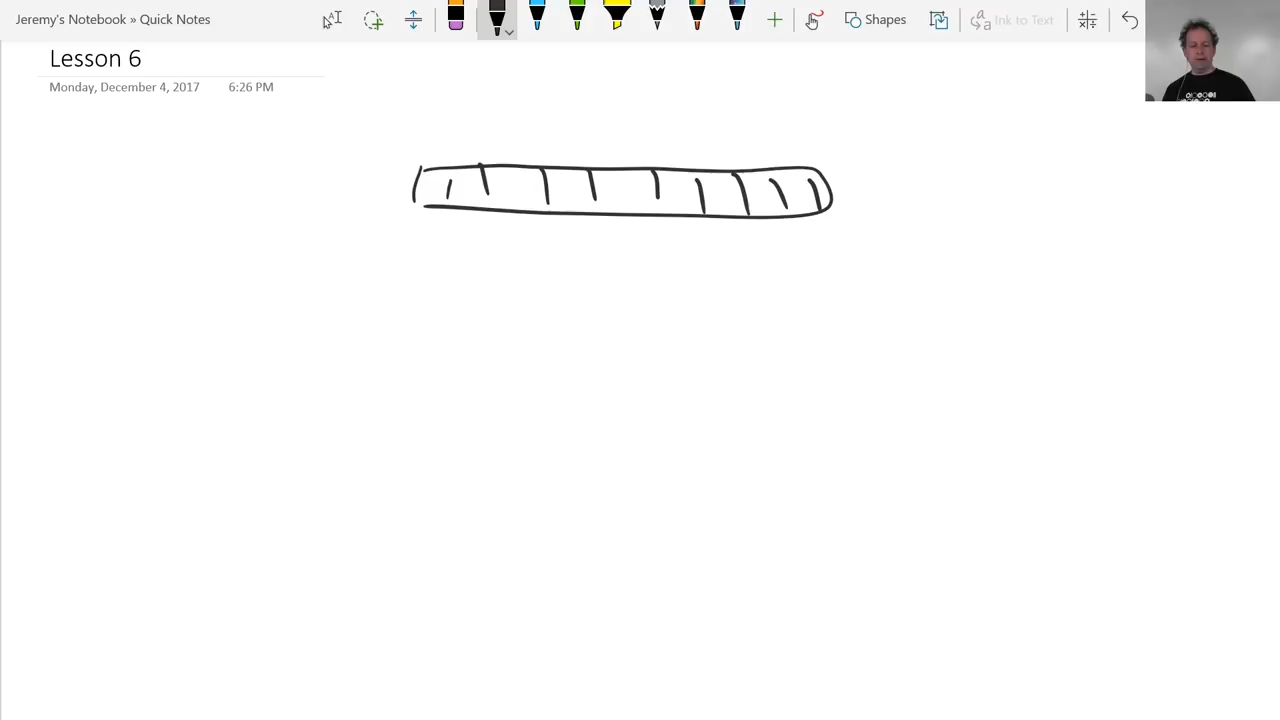 Jeremy's Notebook » Quick Notes
Shapes
Ink to Text
Lesson 6
Monday, December 4, 2017 6:26 PM